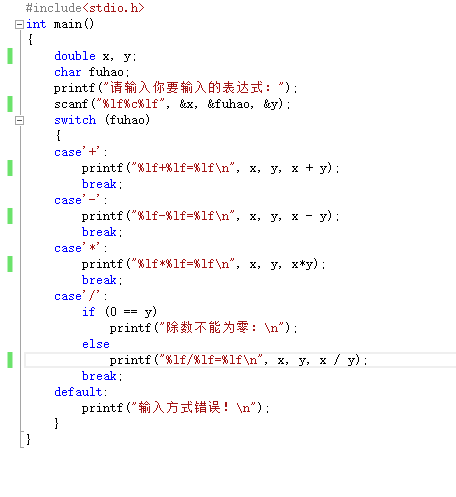 #include<stdio.h>
int main()
{
double x, y;
char fuhao;
printf("请输入你要输入的表达式：");
scanf("%lf%c%lf", &x, &fuhao, &y);
switch (fuhao)
{
case'+':
printf("%lf+%lf=%lf\n", x, y, x + y);
break;
case'-':
printf("%lf-%lf=%lf\n", x, y, x - y);
break;
case'*':
printf("%lf*%lf=%lf\n", x, y, x*y);
break;
case'/':
if (0 == y)
printf("除数不能为零：\n");
else
printf("%lf/%lf=%lf\n", x, y, x / y);
break;
default:
printf("输入方式错误！\n");
}
}